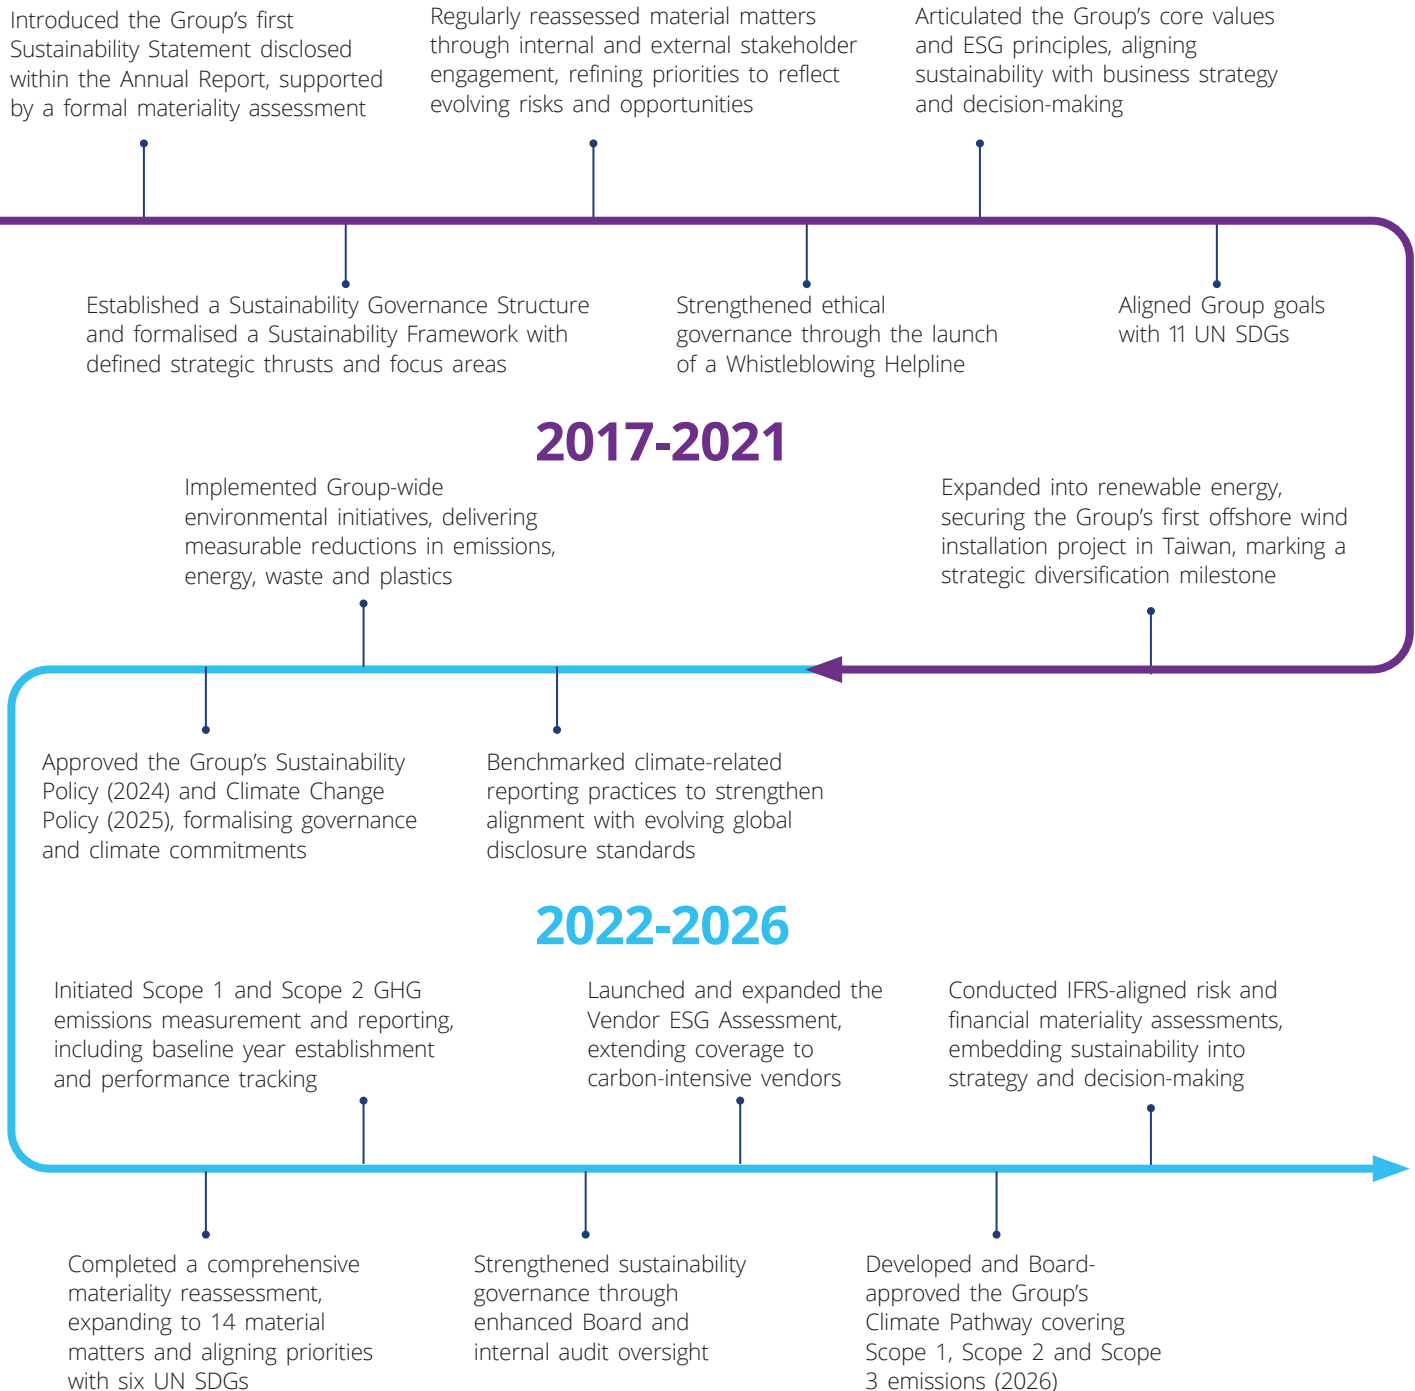 Introduced the Group’s first
Sustainability Statement disclosed
within the Annual Report, supported
by a formal materiality assessment
Regularly reassessed material matters
through internal and external stakeholder
engagement, refining priorities to reflect
evolving risks and opportunities
Articulated the Group’s core values
and ESG principles, aligning
sustainability with business strategy
and decision-making
Established a Sustainability Governance Structure
and formalised a Sustainability Framework with
defined strategic thrusts and focus areas
Strengthened ethical
governance through the launch
of a Whistleblowing Helpline
Aligned Group goals
with 11 UN SDGs
2017-2021
Implemented Group-wide
environmental initiatives, delivering
measurable reductions in emissions,
energy, waste and plastics
Expanded into renewable energy,
securing the Group’s first offshore wind
installation project in Taiwan, marking a
strategic diversification milestone
Approved the Group’s Sustainability
Policy (2024) and Climate Change
Policy (2025), formalising governance
and climate commitments
Benchmarked climate-related
reporting practices to strengthen
alignment with evolving global
disclosure standards
2022-2026
Initiated Scope 1 and Scope 2 GHG
emissions measurement and reporting,
including baseline year establishment
and performance tracking
Launched and expanded the
Vendor ESG Assessment,
extending coverage to
carbon-intensive vendors
Conducted IFRS-aligned risk and
financial materiality assessments,
embedding sustainability into
strategy and decision-making
Completed a comprehensive
materiality reassessment,
expanding to 14 material
matters and aligning priorities
with six UN SDGs
Strengthened sustainability
governance through
enhanced Board and
internal audit oversight
Developed and Board-
approved the Group’s
Climate Pathway covering
Scope 1, Scope 2 and Scope
3 emissions (2026)